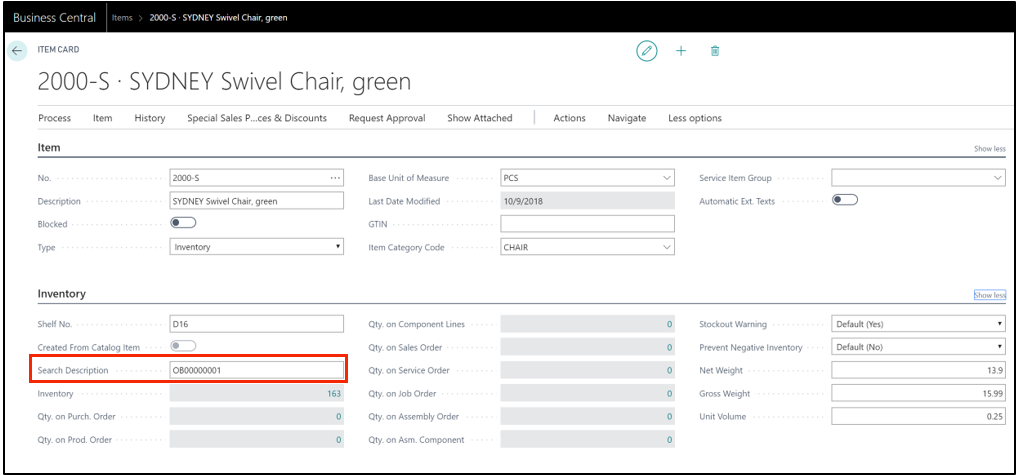 Business Central Items > 2000-S · SYDNEY Swivel Chair, green
ITEM CARD
2000-S · SYDNEY Swivel Chair, green
Process Item History Special Sales P...ces & Discounts Request Approval Show Attached Actions Navigate Less options
Item Show less
No. 2000-S ... Base Unit of Measure PCS Service Item Group
Description SYDNEY Swivel Chair, green Last Date Modified 10/9/2018 Automatic Ext. Texts
Blocked GTIN
Type Inventory Item Category Code CHAIR
Inventory Show less
Shelf No. D16 Qty. on Component Lines 0 Stockout Warning Default (Yes)
Created From Catalog Item Qty. on Sales Order 0 Prevent Negative Inventory Default (No)
Search Description OB00000001 Qty. on Service Order 0 Net Weight 13.9
Inventory 163 Qty. on Job Order 0 Gross Weight 15.99
Qty. on Purch. Order 0 Qty. on Assembly Order 0 Unit Volume 0.25
Qty. on Prod. Order 0 Qty. on Asm. Component 0